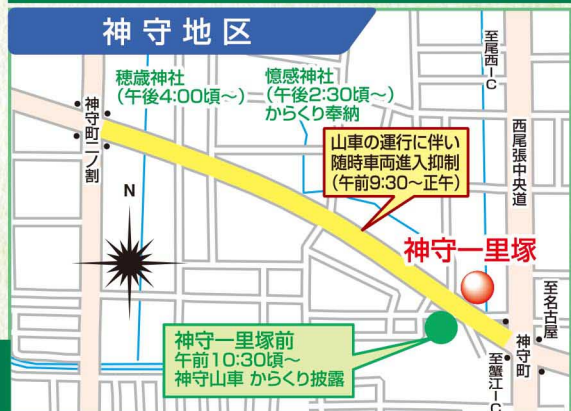 神守地区
穂歳神社
(午後4:00頃~)
憶感神社
(午後2:30頃~)
からくり奉納
至尾西IC
神守町二ノ割
西尾張中央道
山車の運行に伴い
随時車両進入抑制
(午前9:30~正午)
N
神守一里塚
至名古屋
神守町
至蟹江IC
神守一里塚前
午前10:30頃~
神守山車 からくり披露